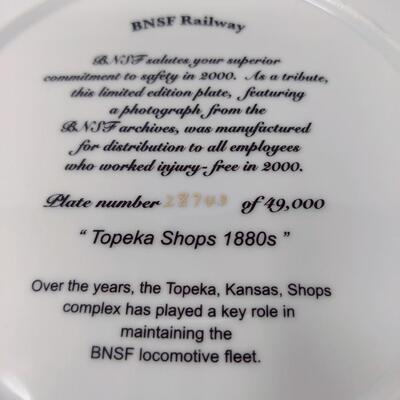 BNSF Railway
BNSF salutes your superior
commitment to safety in 2000. As a tribute,
this limited edition plate, featuring
a photograph from the
BNSF archives, was manufactured
for distribution to all employees
who worked injury-free in 2000.
Plate number 28743 of 49,000
" Topeka Shops 1880s "
Over the years, the Topeka, Kansas, Shops
complex has played a key role in
maintaining the
BNSF locomotive fleet.